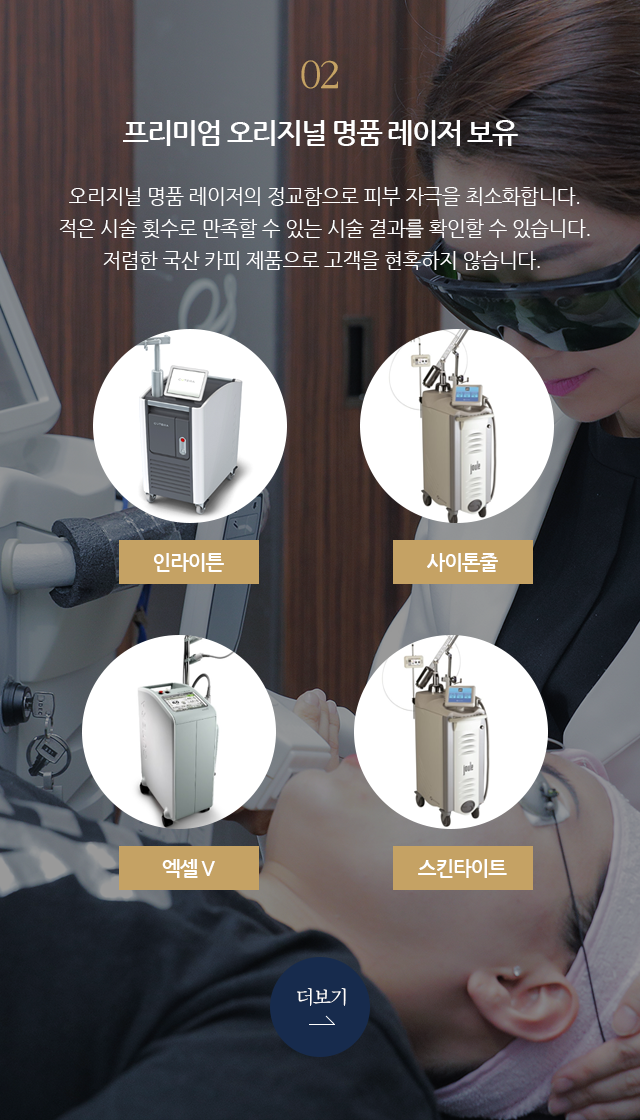 02
프리미엄 오리지널 명품 레이저 보유
오리지널 명품 레이저의 정교함으로 피부 자극을 최소화합니다.
적은 시술 횟수로 만족할 수 있는 시술 결과를 확인할 수 있습니다.
저렴한 국산 카피 제품으로 고객을 현혹하지 않습니다.
joule
인라이튼
사이톤줄
joule
엑셀 V
스킨타이트
더보기